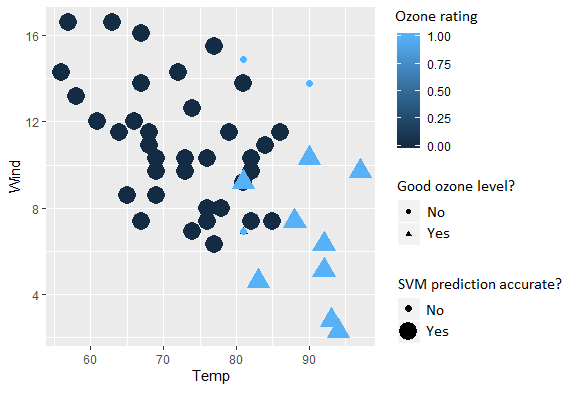 Ozone rating
1.00
0.75
0.50
0.25
0.00
Good ozone level?
No
Yes
SVM prediction accurate?
No
Yes
16
12
8
4
Wind
60
70
80
90
Temp